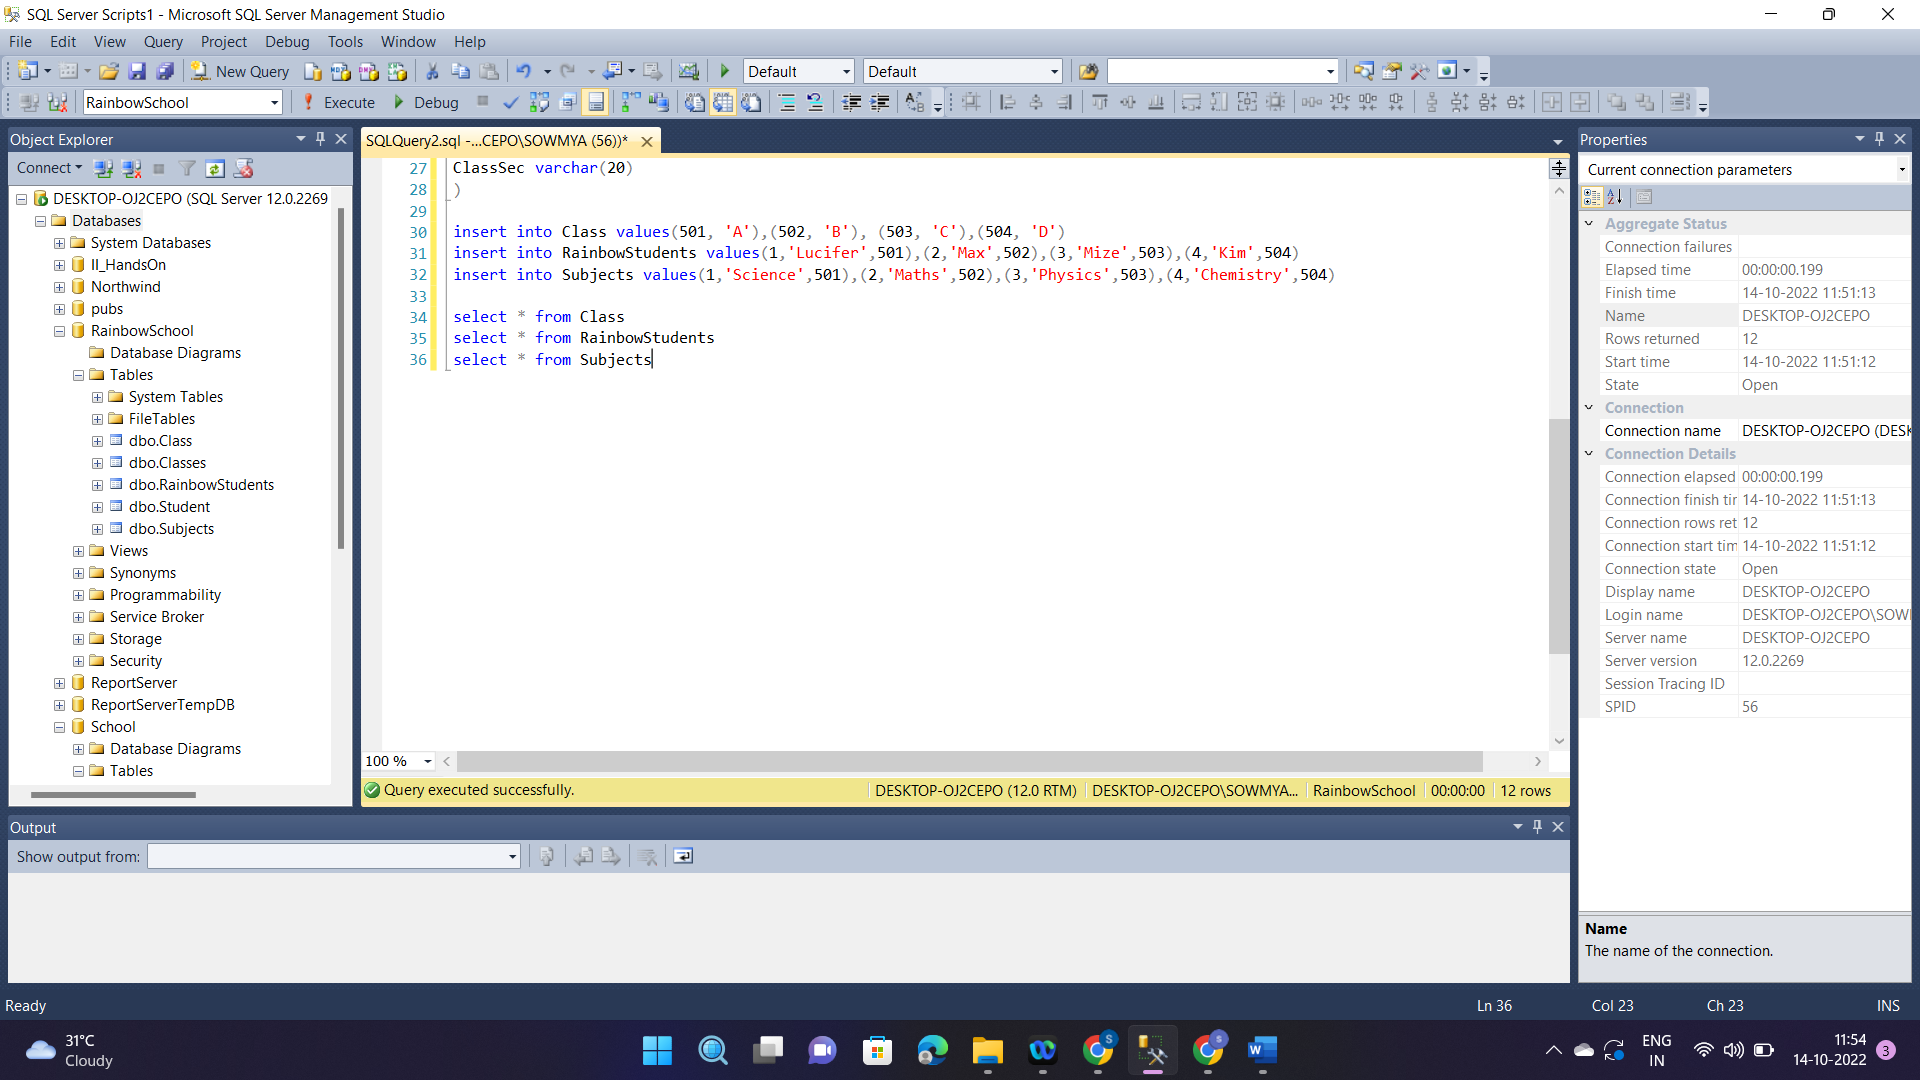 SQL Server Scripts1 - Microsoft SQL Server Management Studio
File Edit View Query Project Debug Tools Window Help
New Query Default Default
RainbowSchool Execute Debug
Object Explorer
Connect
DESKTOP-OJ2CEPO (SQL Server 12.0.2269
Databases
System Databases
II_HandsOn
Northwind
pubs
RainbowSchool
Database Diagrams
Tables
System Tables
FileTables
dbo.Class
dbo.Classes
dbo.RainbowStudents
dbo.Student
dbo.Subjects
Views
Synonyms
Programmability
Service Broker
Storage
Security
ReportServer
ReportServerTempDB
School
Database Diagrams
Tables
SQLQuery2.sql -...CEPO\SOWMYA (56))*
27 ClassSec varchar(20)
28 )
29
30 insert into Class values(501, 'A'),(502, 'B'), (503, 'C'),(504, 'D')
31 insert into RainbowStudents values(1,'Lucifer',501),(2,'Max',502),(3,'Mize',503),(4,'Kim',504)
32 insert into Subjects values(1,'Science',501),(2,'Maths',502),(3,'Physics',503),(4,'Chemistry',504)
33
34 select * from Class
35 select * from RainbowStudents
36 select * from Subjects
100 %
Query executed successfully. DESKTOP-OJ2CEPO (12.0 RTM) DESKTOP-OJ2CEPO\SOWMYA... RainbowSchool 00:00:00 12 rows
Properties
Current connection parameters
Aggregate Status
Connection failures
Elapsed time 00:00:00.199
Finish time 14-10-2022 11:51:13
Name DESKTOP-OJ2CEPO
Rows returned 12
Start time 14-10-2022 11:51:12
State Open
Connection
Connection name DESKTOP-OJ2CEPO (DESK
Connection Details
Connection elapsed 00:00:00.199
Connection finish tir 14-10-2022 11:51:13
Connection rows ret 12
Connection start tim 14-10-2022 11:51:12
Connection state Open
Display name DESKTOP-OJ2CEPO
Login name DESKTOP-OJ2CEPO\SOWI
Server name DESKTOP-OJ2CEPO
Server version 12.0.2269
Session Tracing ID
SPID 56
Name
The name of the connection.
Output
Show output from:
Ready Ln 36 Col 23 Ch 23 INS
31°C
Cloudy
ENG
IN
11:54
14-10-2022
3